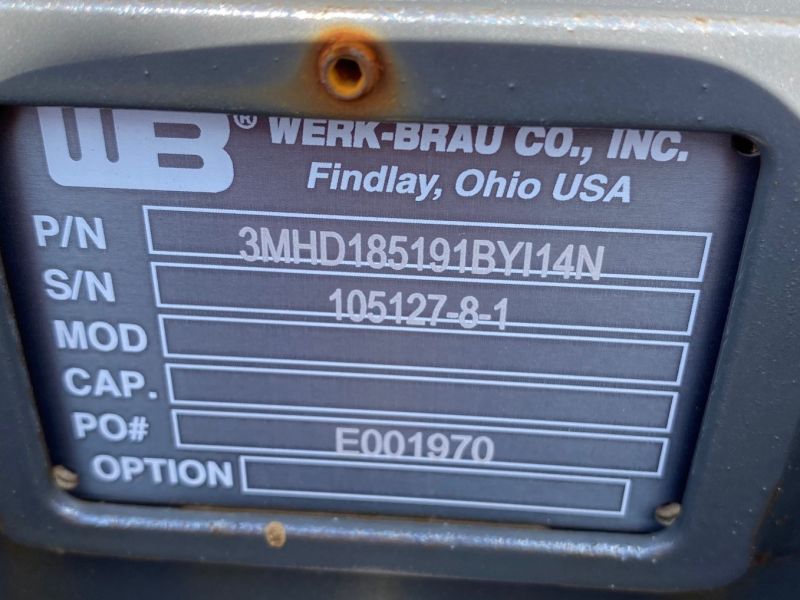 WB® WERK-BRAU CO., INC.
Findlay, Ohio USA
P/N 3MHD185191BYI14N
S/N 105127-8-1
MOD
CAP.
PO# E001970
OPTION